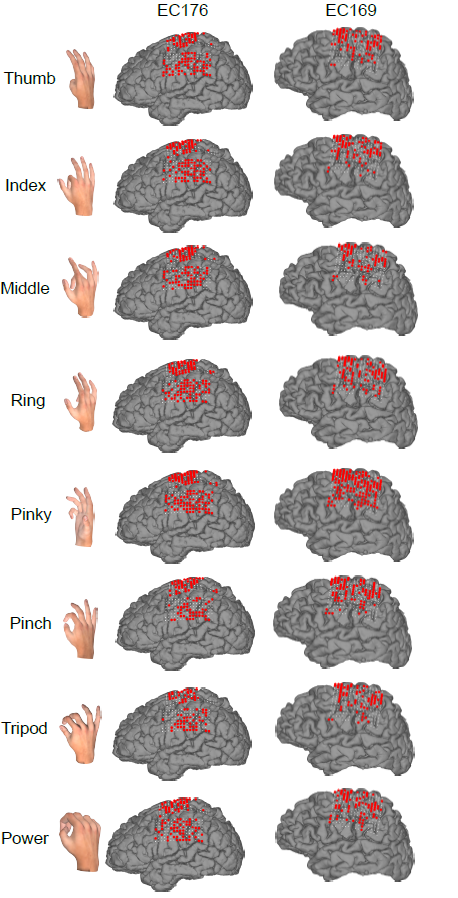 EC176 EC169
Thumb
Index
Middle
Ring
Pinky
Pinch
Tripod
Power